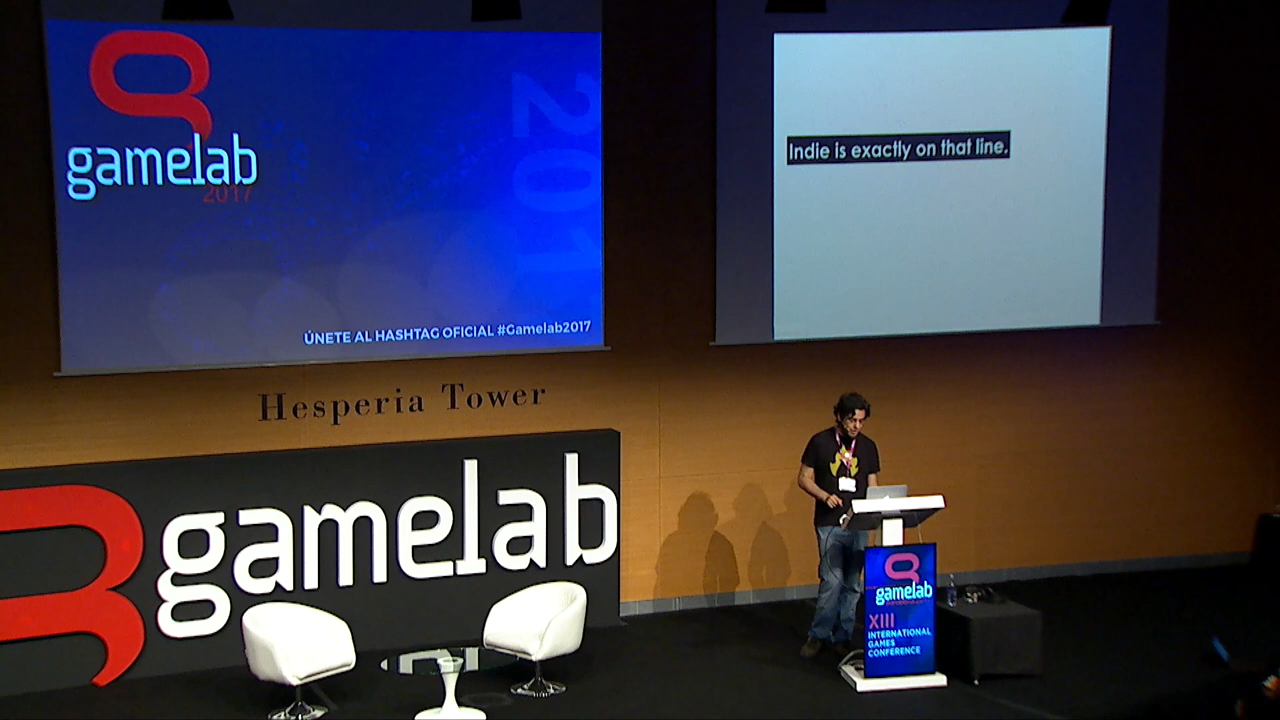 gamelab
2017
2017
ÚNETE AL HASHTAG OFICIAL #Gamelab2017
Indie is exactly on that line.
Hesperia Tower
gamelab
gamelab
XIII
INTERNATIONAL
GAMES
CONFERENCE